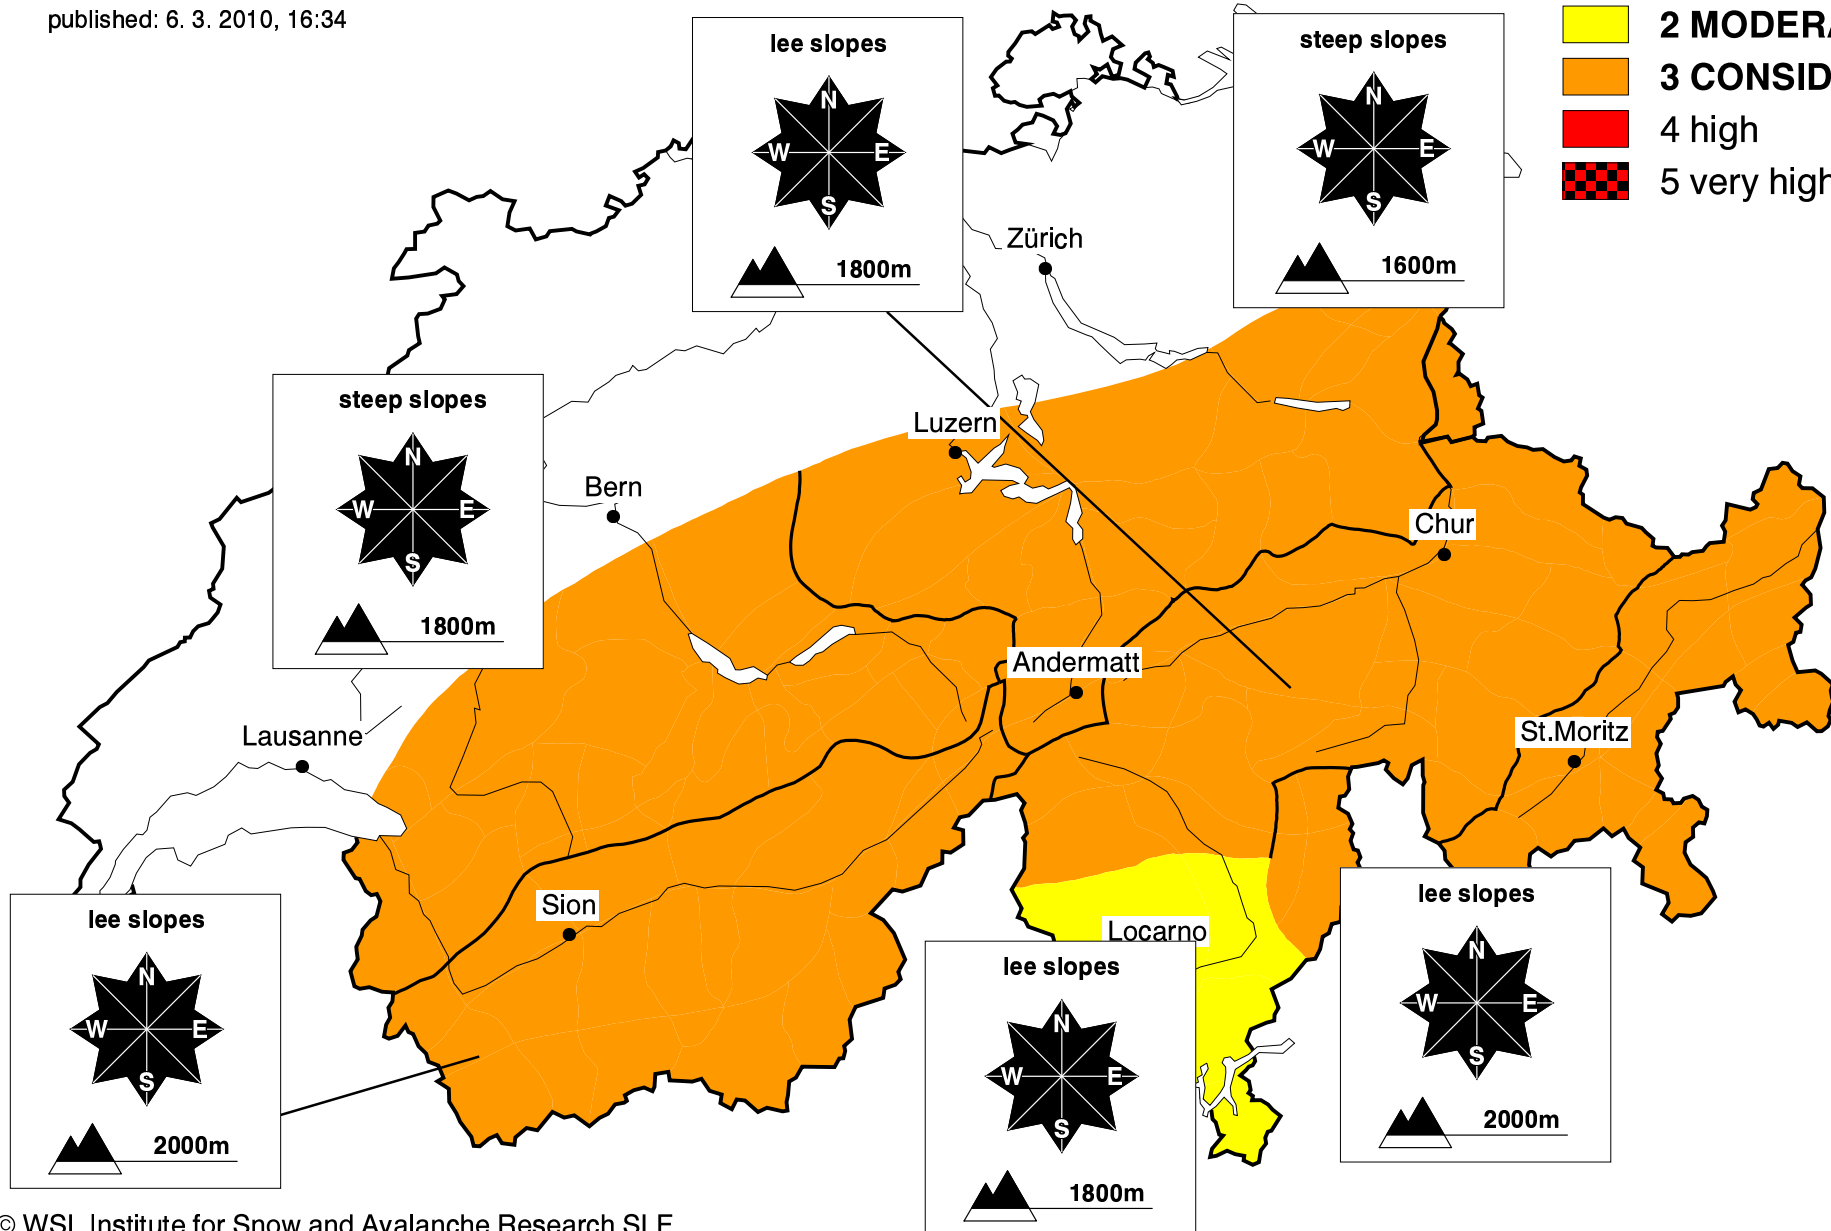 published: 6. 3. 2010, 16:34
2 MODERA
3 CONSID
4 high
5 very high
lee slopes
N
W E
S
1800m
steep slopes
N
W E
S
1600m
Zürich
steep slopes
N
W E
S
1800m
Luzern
Bern
Chur
Andermatt
Lausanne
St.Moritz
Sion
Locarno
lee slopes
N
W E
S
2000m
lee slopes
N
W E
S
1800m
lee slopes
N
W E
S
2000m
© WSL Institute for Snow and Avalanche Research SLF